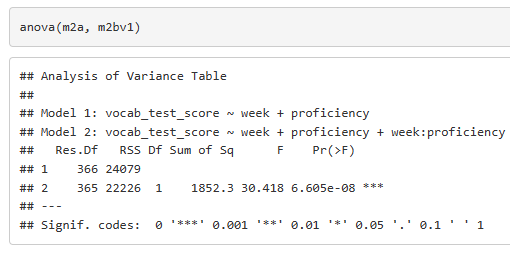 anova(m2a, m2bv1)
## Analysis of Variance Table
##
## Model 1: vocab_test_score ~ week + proficiency
## Model 2: vocab_test_score ~ week + proficiency + week:proficiency
##   Res.Df   RSS Df Sum of Sq      F    Pr(>F)
## 1    366 24079
## 2    365 22226  1    1852.3 30.418 6.605e-08 ***
## ---
## Signif. codes:  0 '***' 0.001 '**' 0.01 '*' 0.05 '.' 0.1 ' ' 1